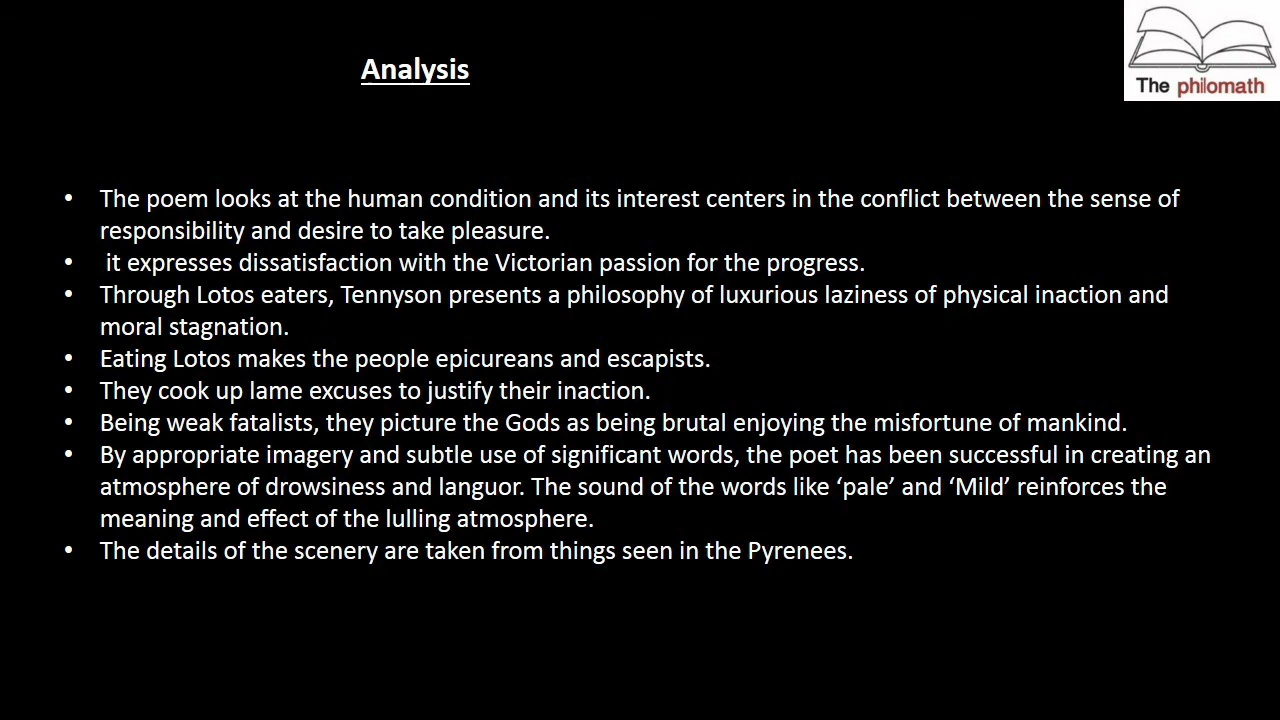 Analysis
The philomath
• The poem looks at the human condition and its interest centers in the conflict between the sense of
responsibility and desire to take pleasure.
• it expresses dissatisfaction with the Victorian passion for the progress.
• Through Lotos eaters, Tennyson presents a philosophy of luxurious laziness of physical inaction and
moral stagnation.
• Eating Lotos makes the people epicureans and escapists.
• They cook up lame excuses to justify their inaction.
• Being weak fatalists, they picture the Gods as being brutal enjoying the misfortune of mankind.
• By appropriate imagery and subtle use of significant words, the poet has been successful in creating an
atmosphere of drowsiness and languor. The sound of the words like ‘pale’ and ‘Mild’ reinforces the
meaning and effect of the lulling atmosphere.
• The details of the scenery are taken from things seen in the Pyrenees.